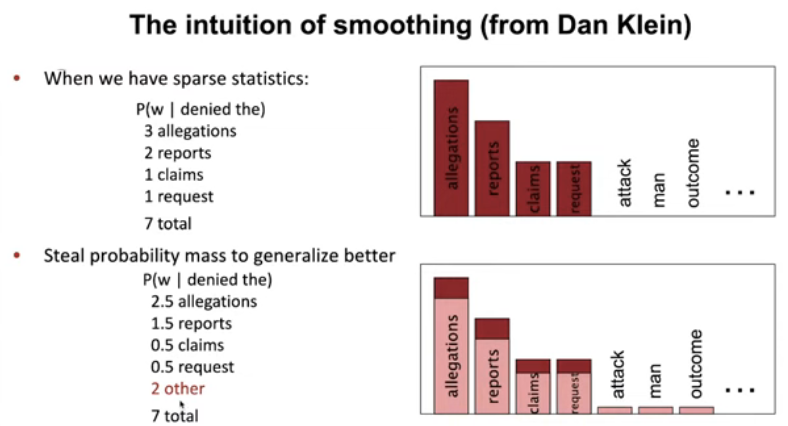 The intuition of smoothing (from Dan Klein)
• When we have sparse statistics:
P(w | denied the)
3 allegations
2 reports
1 claims
1 request
7 total
allegations
reports
claims
request
attack
man
outcome
...
• Steal probability mass to generalize better
P(w | denied the)
2.5 allegations
1.5 reports
0.5 claims
0.5 request
2 other
7 total
allegations
reports
claims
request
attack
man
outcome
...